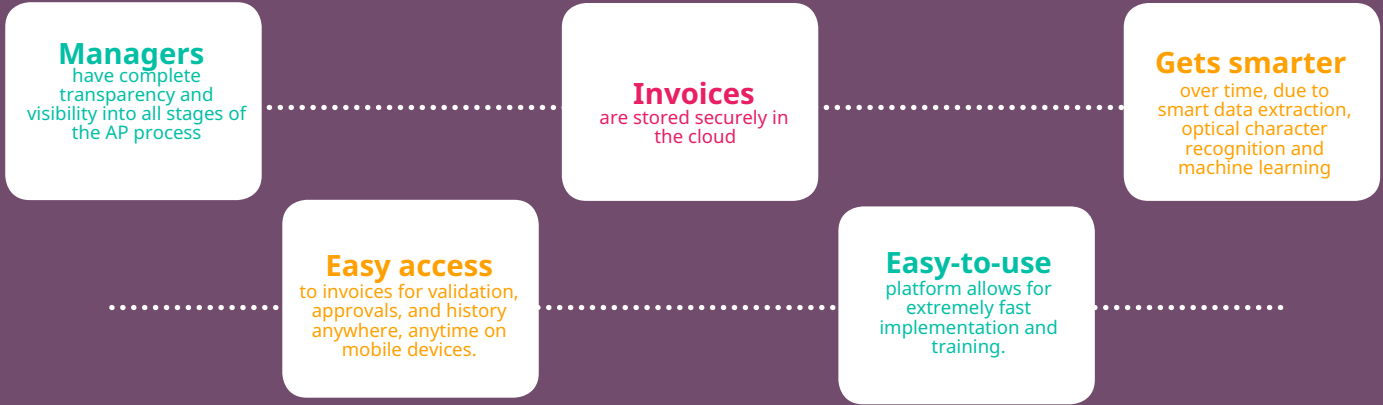 Managers
have complete
transparency and
visibility into all stages of
the AP process
Invoices
are stored securely in
the cloud
Gets smarter
over time, due to
smart data extraction,
optical character
recognition and
machine learning
Easy access
to invoices for validation,
approvals, and history
anywhere, anytime on
mobile devices.
Easy-to-use
platform allows for
extremely fast
implementation and
training.